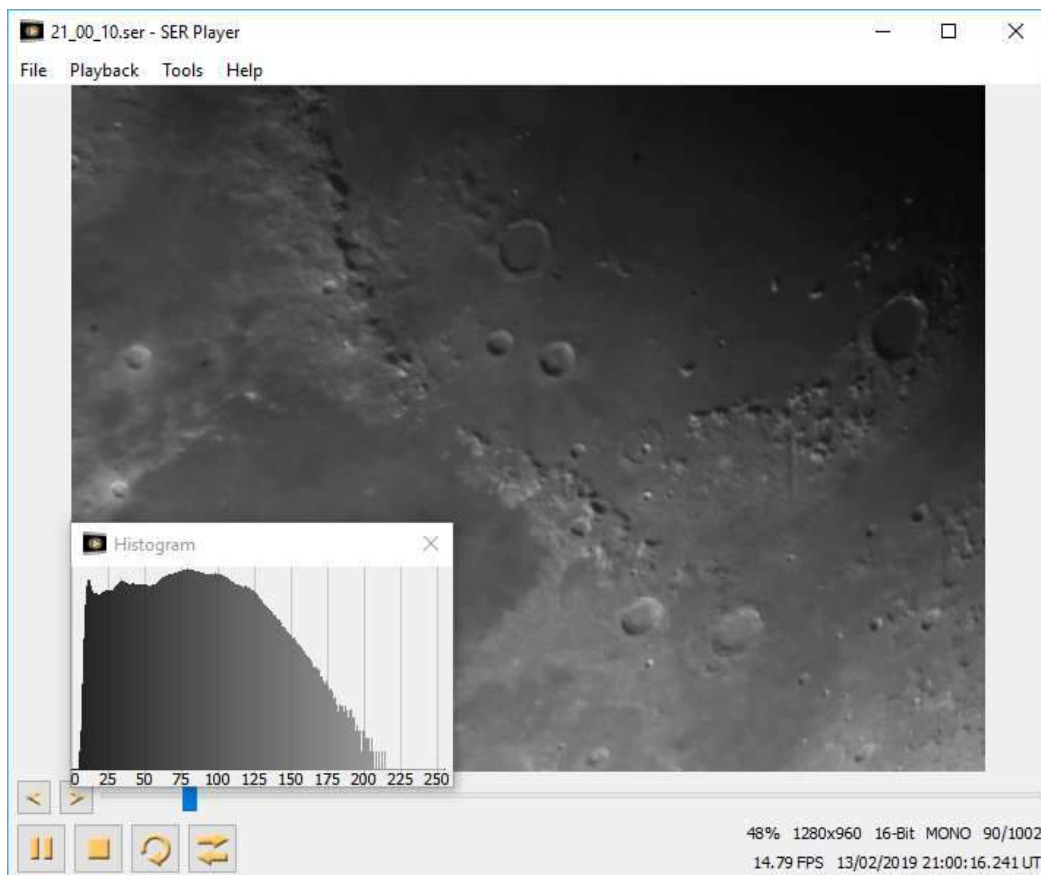 21_00_10.ser - SER Player
File Playback Tools Help
Histogram
0 25 50 75 100 125 150 175 200 225 250
48% 1280x960 16-Bit MONO 90/1002
14.79 FPS 13/02/2019 21:00:16.241 UT